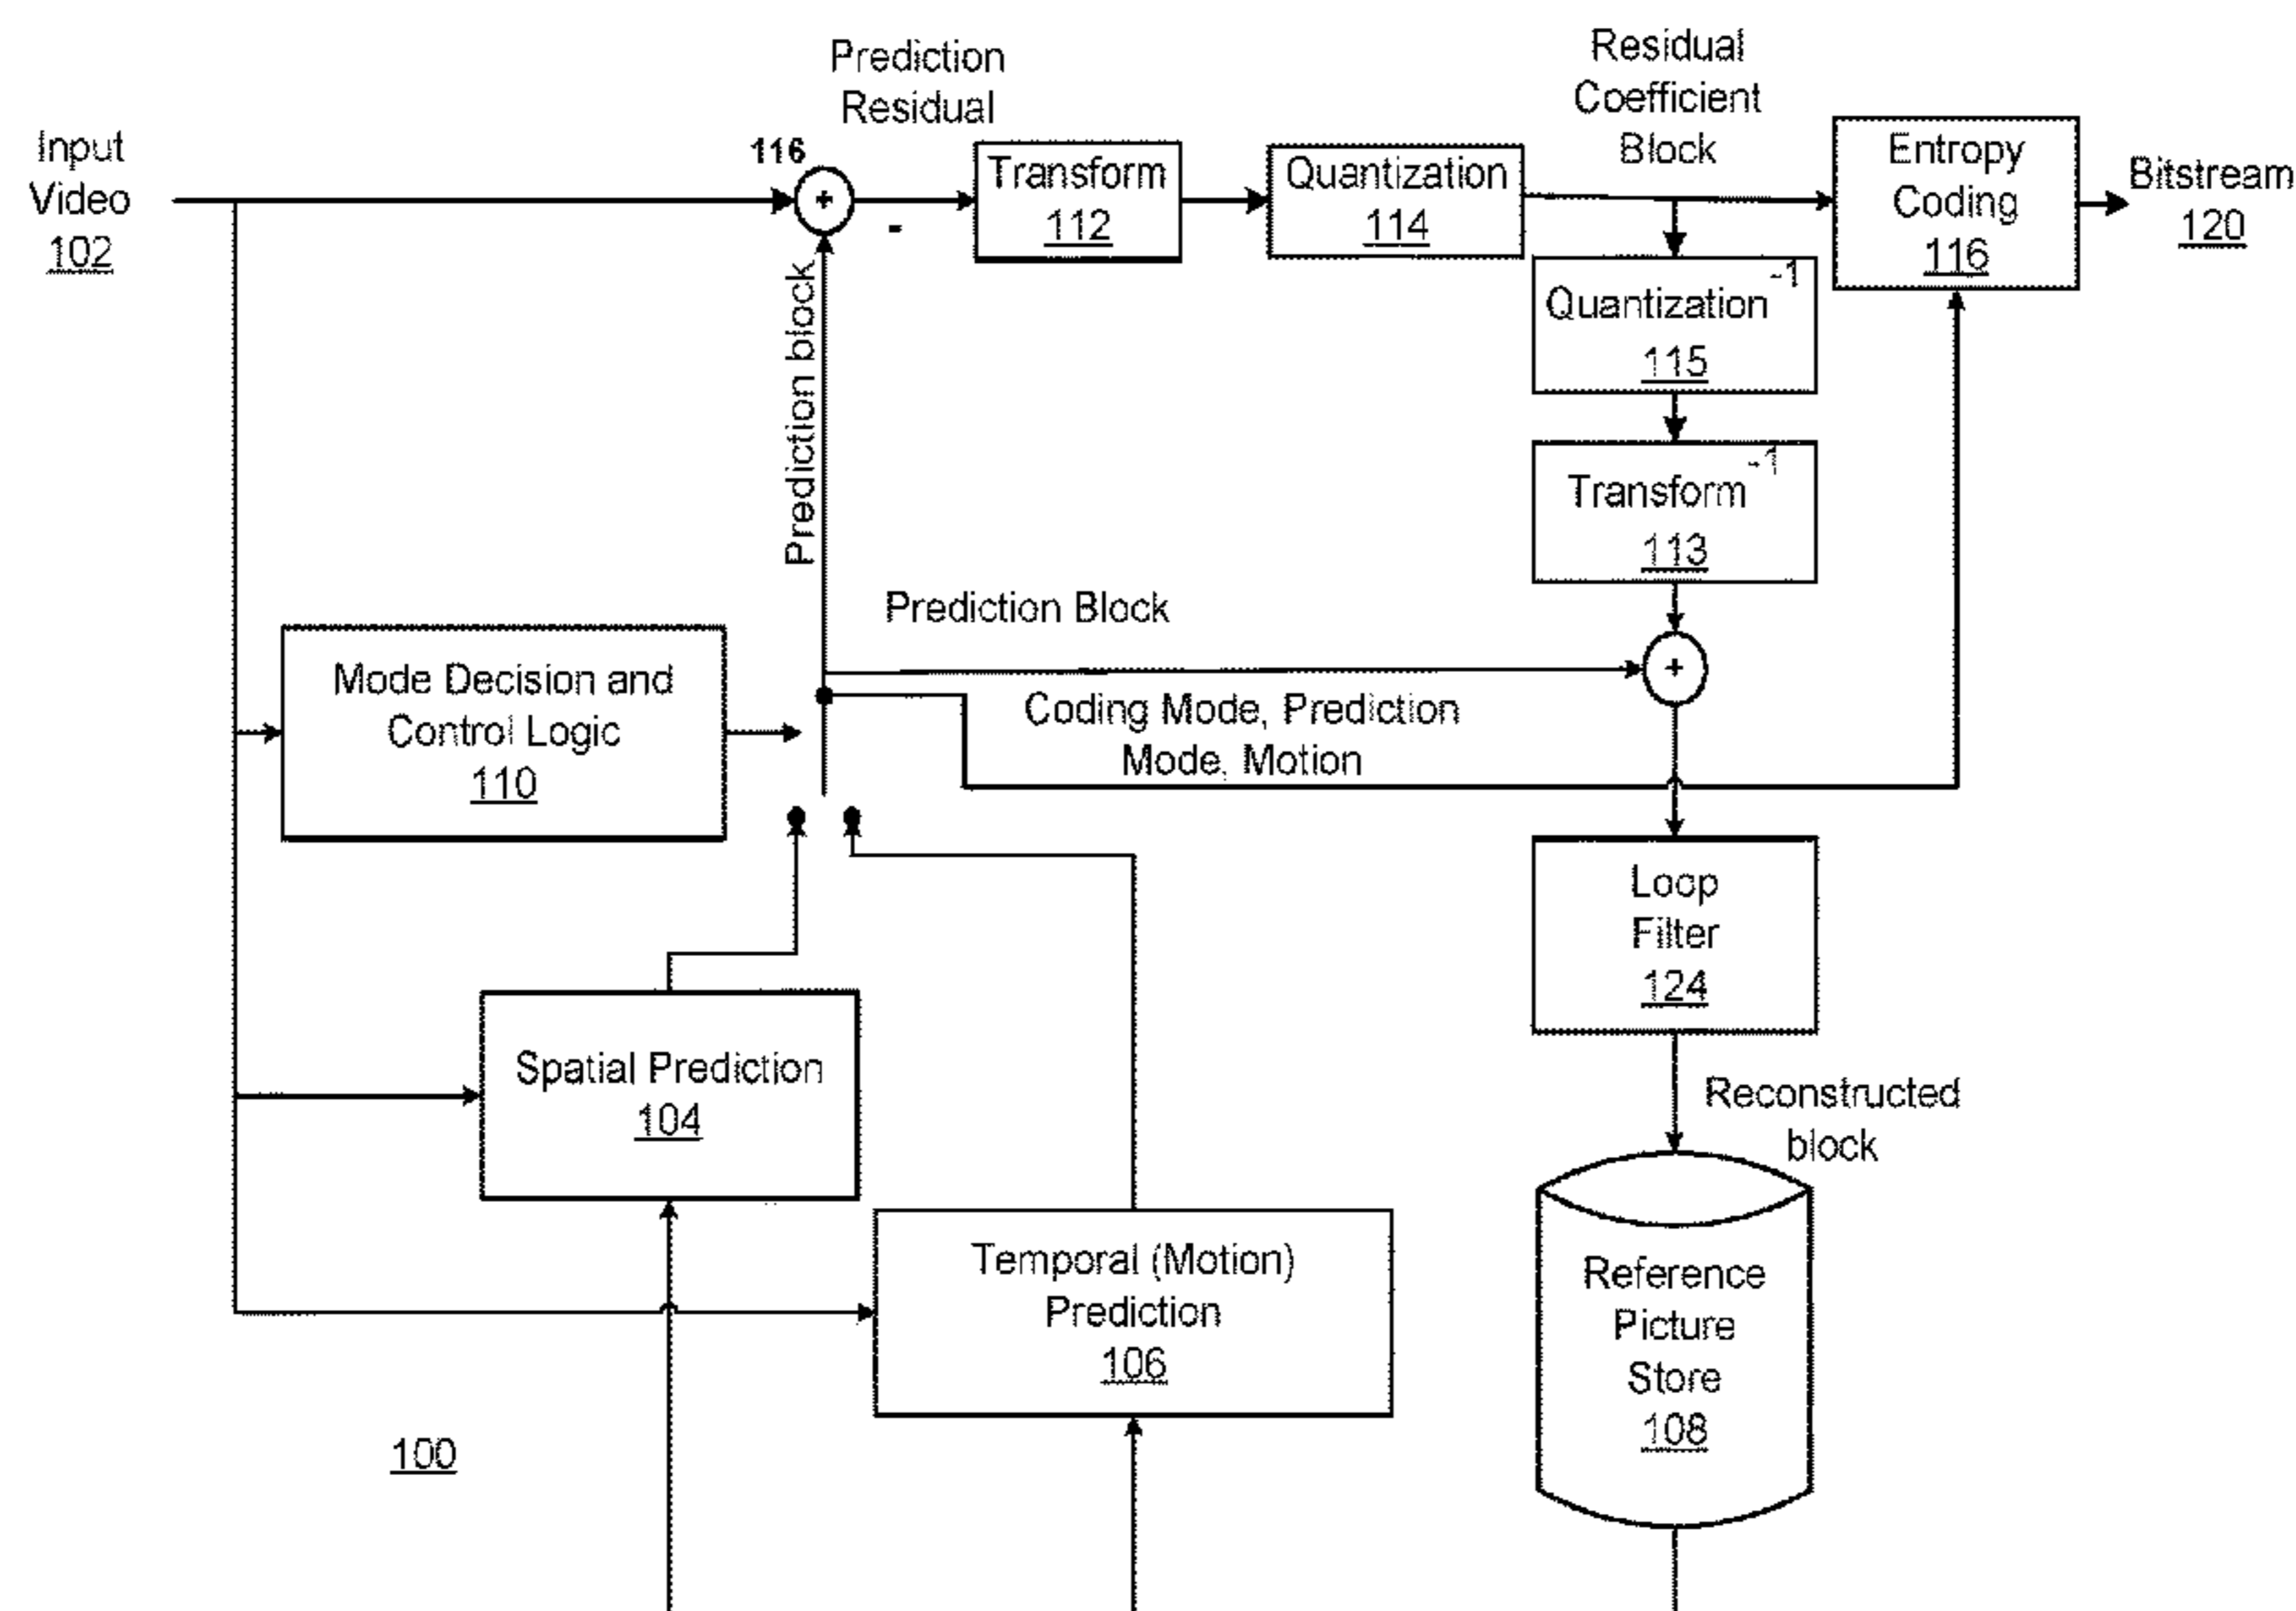 Prediction
Residual
Residual
Coefficient
Block
Input
Video
102
116
+
-
Transform
112
Quantization
114
Entropy
Coding
116
Bitstream
120
Prediction block
Quantization-1
115
Transform-1
113
Prediction Block
+
Mode Decision and
Control Logic
110
Coding Mode, Prediction
Mode, Motion
Loop
Filter
124
Spatial Prediction
104
Reconstructed
block
Temporal (Motion)
Prediction
106
Reference
Picture
Store
108
100